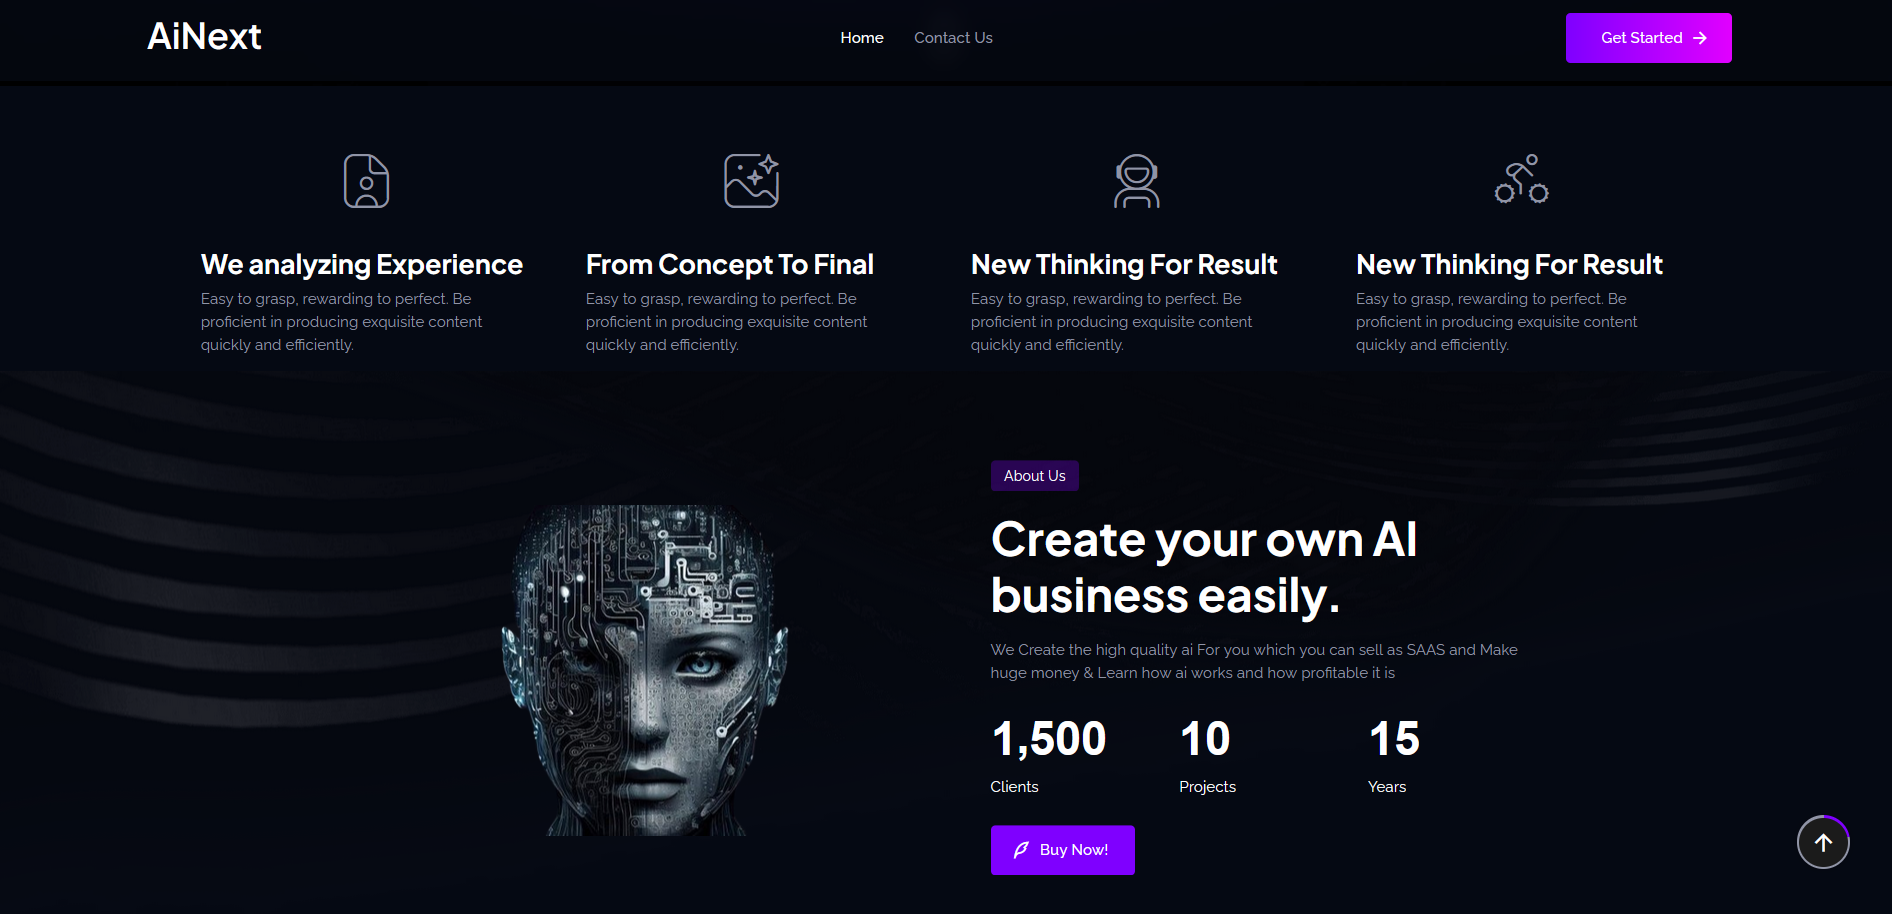 AiNext
Home
Contact Us
Get Started
We analyzing Experience
Easy to grasp, rewarding to perfect. Be
proficient in producing exquisite content
quickly and efficiently.
From Concept To Final
Easy to grasp, rewarding to perfect. Be
proficient in producing exquisite content
quickly and efficiently.
New Thinking For Result
Easy to grasp, rewarding to perfect. Be
proficient in producing exquisite content
quickly and efficiently.
New Thinking For Result
Easy to grasp, rewarding to perfect. Be
proficient in producing exquisite content
quickly and efficiently.
About Us
Create your own AI
business easily.
We Create the high quality ai For you which you can sell as SAAS and Make
huge money & Learn how ai works and how profitable it is
1,500
Clients
10
Projects
15
Years
Buy Now!